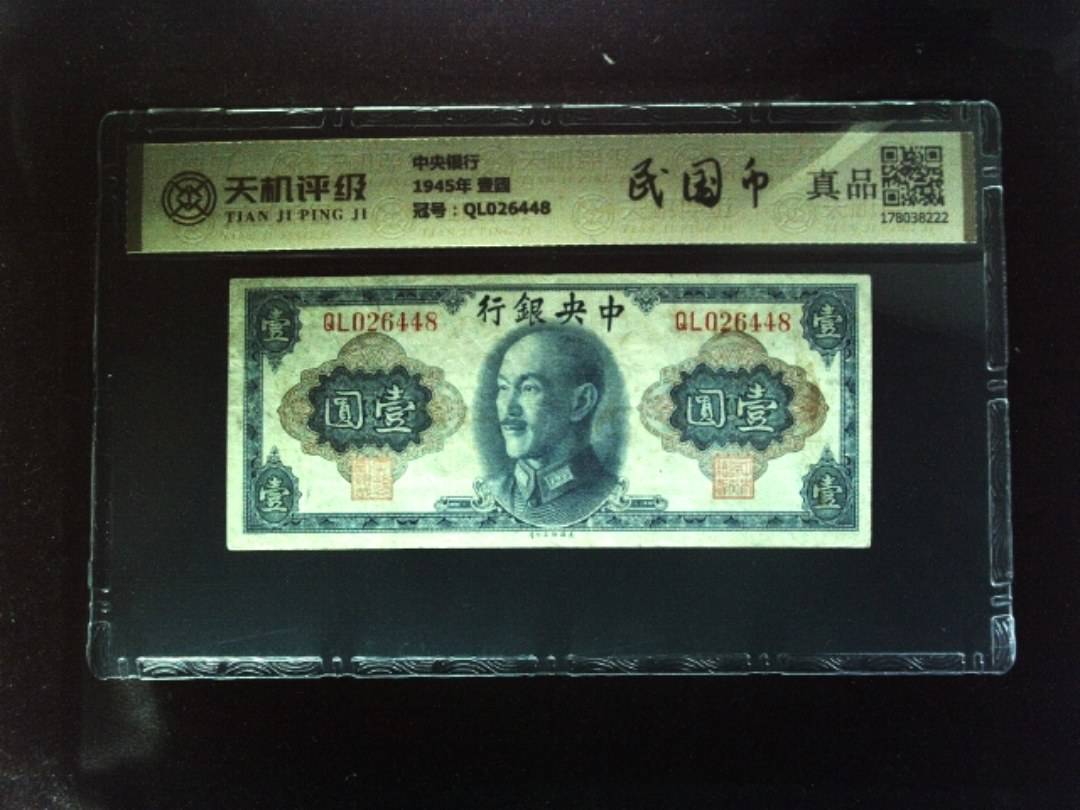 天机评级
TIAN JI PING JI
中央银行
1945年 壹圆
冠号：QL026448
民国币
真品
178038222
行銀央中
QL026448
QL026448
壹
壹
圓壹
圓壹
壹
壹